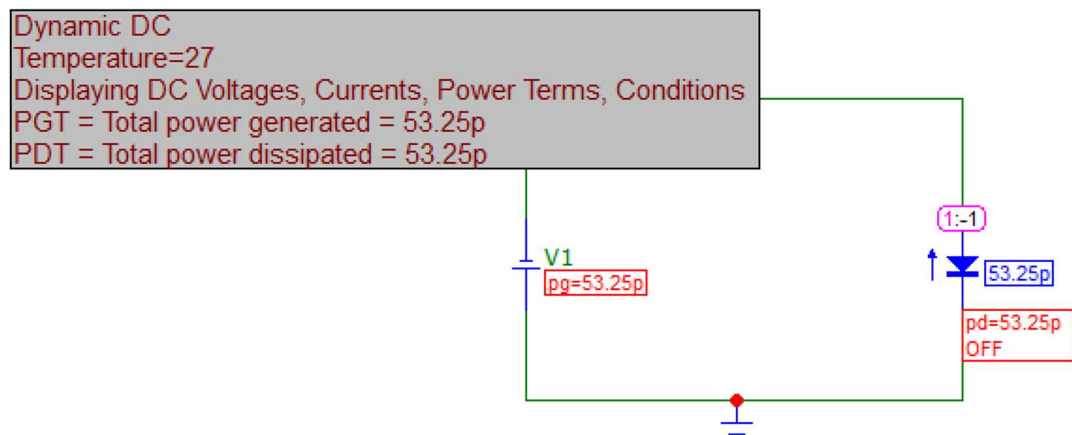 Dynamic DC
Temperature=27
Displaying DC Voltages, Currents, Power Terms, Conditions
PGT = Total power generated = 53.25p
PDT = Total power dissipated = 53.25p
1:-1
V1
pg=53.25p
53.25p
pd=53.25p
OFF